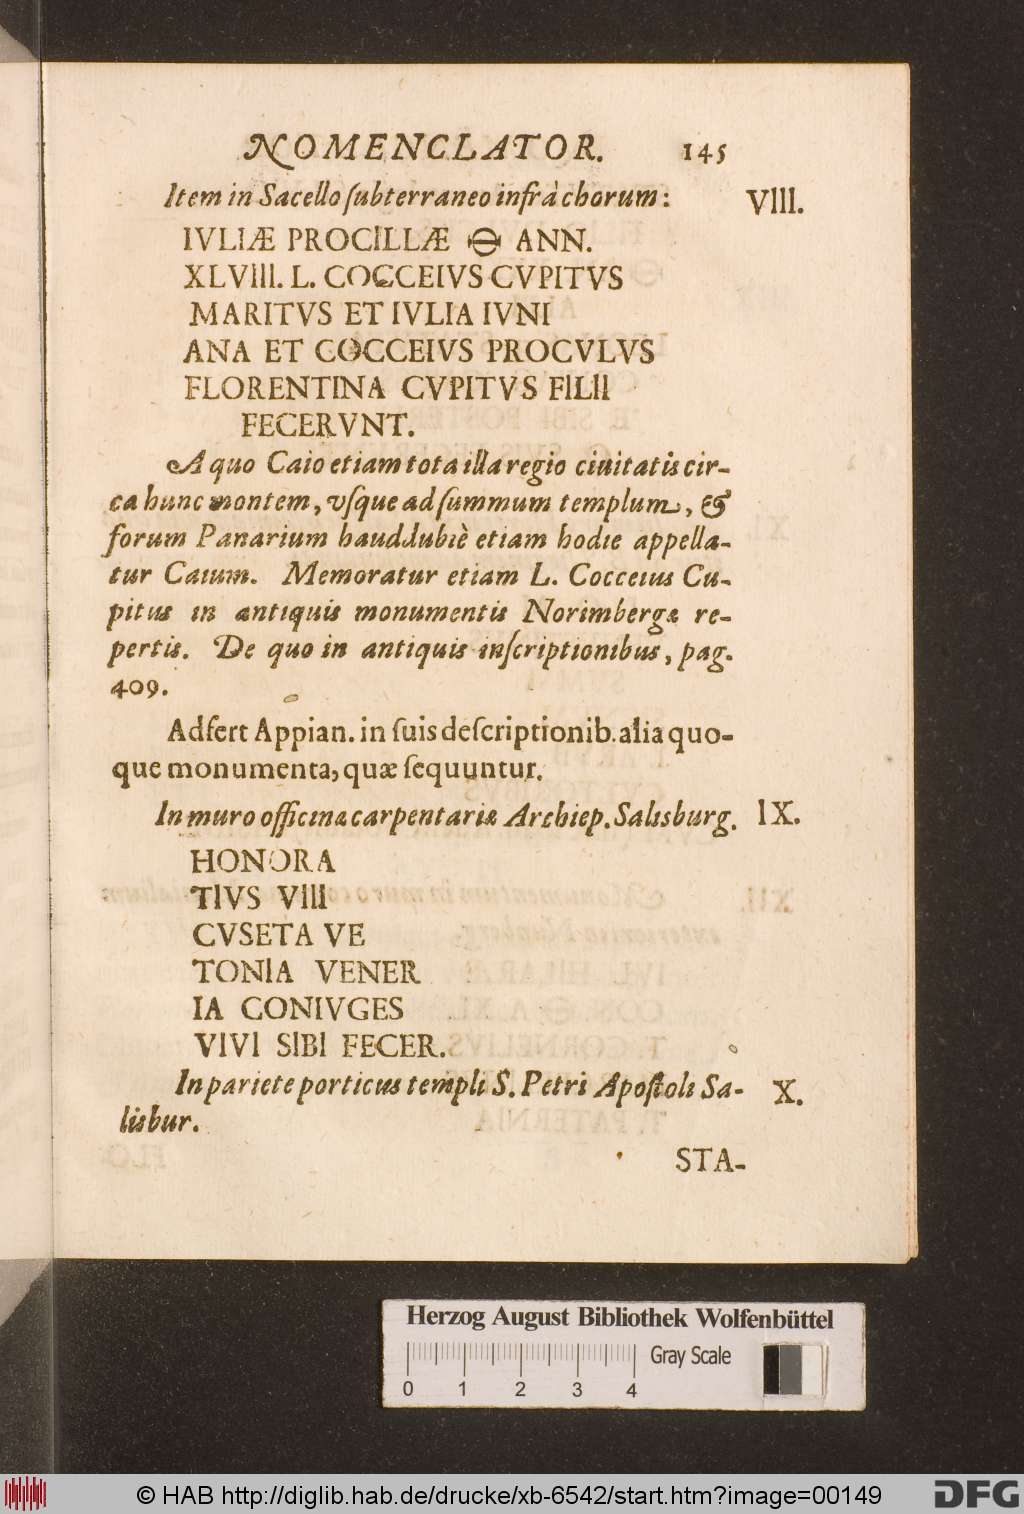 NOMENCLATOR. 145
Item in Sacello ſubterraneo infrà chorum: VIII.
IVLIÆ PROCILLÆ ANN.
XLVIII. L. COCCEIVS CVPITVS
MARITVS ET IVLIA IVNI
ANA ET COCCEIVS PROCVLVS
FLORENTINA CVPITVS FILII
FECERVNT.
A quo Caio etiam tota illa regio ciuitatis cir-
ca hunc montem, vſque ad ſummum templum, &
forum Panarium hauddubiè etiam hodie appella-
tur Caium. Memoratur etiam L. Cocceius Cu-
pitus in antiquis monumentis Norimbergæ re-
pertis. De quo in antiquis inſcriptionibus, pag.
409.
Adfert Appian. in ſuis deſcriptionib. alia quo-
que monumenta, quæ ſequuntur.
In muro officinæ carpentariæ Archiep. Salisburg. IX.
HONORA
TIVS VIII
CVSETA VE
TONIA VENER
IA CONIVGES
VIVI SIBI FECER.
In pariete porticus templi S. Petri Apoſtoli Sa- X.
lisbur.
STA-
Herzog August Bibliothek Wolfenbüttel
Gray Scale
0 1 2 3 4
© HAB http://diglib.hab.de/drucke/xb-6542/start.htm?image=00149
DFG